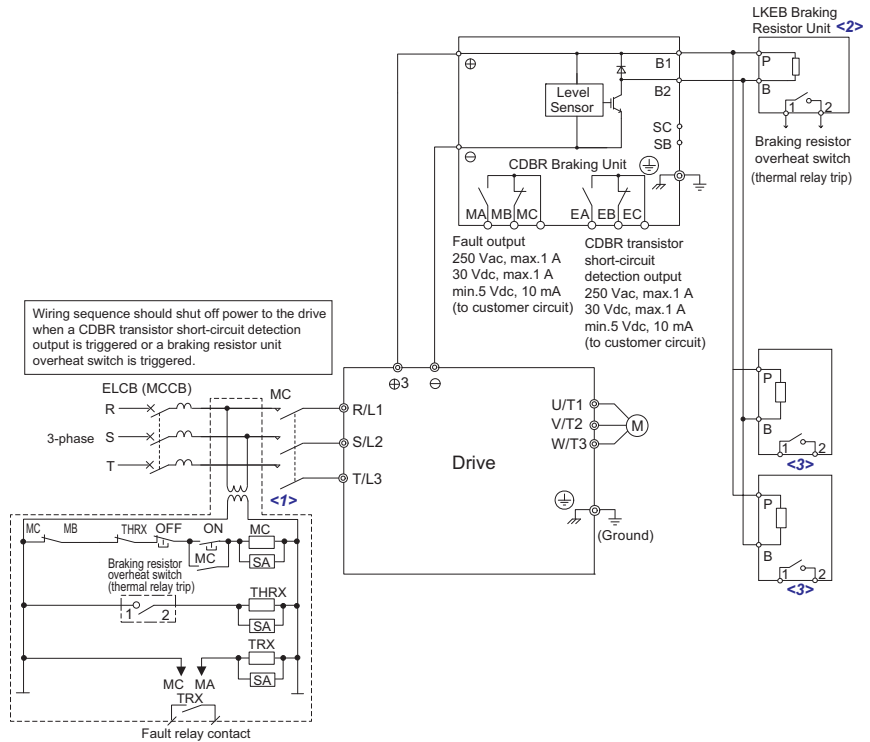 LKEB Braking
Resistor Unit <2>
⊕
B1
P
B2
Level
Sensor
B
1 2
SC
SB
Braking resistor
overheat switch
(thermal relay trip)
⊖
CDBR Braking Unit
MA MB MC
EA EB EC
Fault output
250 Vac, max.1 A
30 Vdc, max.1 A
min.5 Vdc, 10 mA
(to customer circuit)
CDBR transistor
short-circuit
detection output
250 Vac, max.1 A
30 Vdc, max.1 A
min.5 Vdc, 10 mA
(to customer circuit)
Wiring sequence should shut off power to the drive
when a CDBR transistor short-circuit detection
output is triggered or a braking resistor unit
overheat switch is triggered.
⊕3 ⊖
ELCB (MCCB)
MC
R
3-phase S
T
R/L1
S/L2
T/L3
<1>
Drive
U/T1
V/T2
W/T3
M
(Ground)
P
B
1 2
<3>
P
B
1 2
<3>
MC MB THRX OFF ON MC
MC
SA
Braking resistor
overheat switch
(thermal relay trip)
1 2
THRX
SA
TRX
SA
MC MA
TRX
Fault relay contact